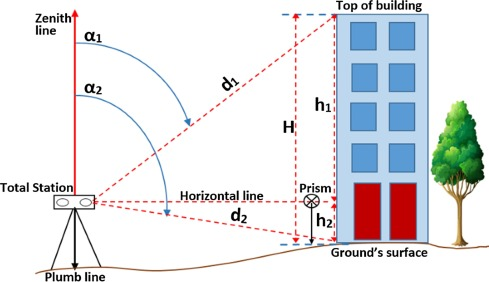 Zenith
line
Top of building
α1
α2
d1
h1
H
Total Station
Horizontal line
Prism
d2
h2
Plumb line
Ground's surface